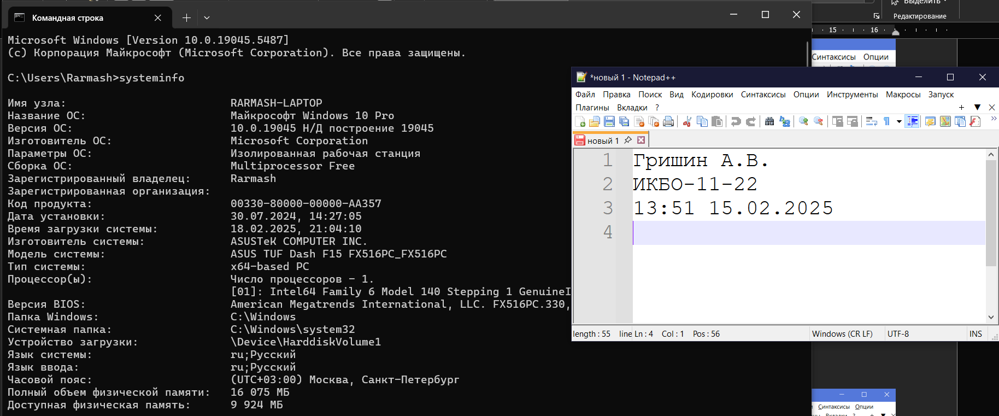 Выделить
Редактирование
15 16
Командная строка
Microsoft Windows [Version 10.0.19045.5487]
(c) Корпорация Майкрософт (Microsoft Corporation). Все права защищены.
C:\Users\Rarmash>systeminfo
Имя узла: RARMASH-LAPTOP
Название ОС: Майкрософт Windows 10 Pro
Версия ОС: 10.0.19045 Н/Д построение 19045
Изготовитель ОС: Microsoft Corporation
Параметры ОС: Изолированная рабочая станция
Сборка ОС: Multiprocessor Free
Зарегистрированный владелец: Rarmash
Зарегистрированная организация:
Код продукта: 00330-80000-00000-AA357
Дата установки: 30.07.2024, 14:27:05
Время загрузки системы: 18.02.2025, 21:04:10
Изготовитель системы: ASUSTeK COMPUTER INC.
Модель системы: ASUS TUF Dash F15 FX516PC_FX516PC
Тип системы: x64-based PC
Процессор(ы): Число процессоров - 1.
[01]: Intel64 Family 6 Model 140 Stepping 1 GenuineI
Версия BIOS: American Megatrends International, LLC. FX516PC.330,
Папка Windows: C:\Windows
Системная папка: C:\Windows\system32
Устройство загрузки: \Device\HarddiskVolume1
Язык системы: ru;Русский
Язык ввода: ru;Русский
Часовой пояс: (UTC+03:00) Москва, Санкт-Петербург
Полный объем физической памяти: 16 075 МБ
Доступная физическая память: 9 924 МБ
Синтаксисы Опции
*новый 1 - Notepad++
Файл Правка Поиск Вид Кодировки Синтаксисы Опции Инструменты Макросы Запуск
Плагины Вкладки ?
новый 1
1 Гришин А.В.
2 ИКБО-11-22
3 13:51 15.02.2025
4
length : 55 line Ln : 4 Col : 1 Pos : 56 Windows (CR LF) UTF-8 INS
Синтаксисы Опции
Вкладки ?